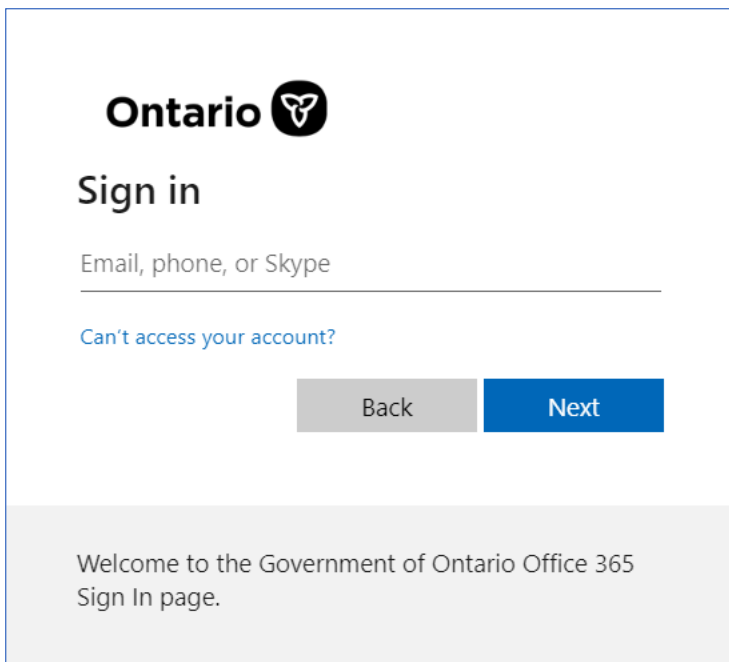 Ontario
Sign in
Email, phone, or Skype
Can't access your account?
Back
Next
Welcome to the Government of Ontario Office 365
Sign In page.